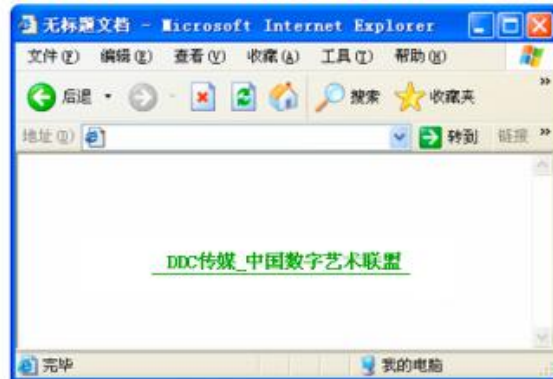 无标题文档 - Microsoft Internet Explorer
文件(F) 编辑(E) 查看(V) 收藏(A) 工具(T) 帮助(H)
后退 搜索 收藏夹
地址(D) 转到 链接
DDC传媒_中国数字艺术联盟
完毕 我的电脑